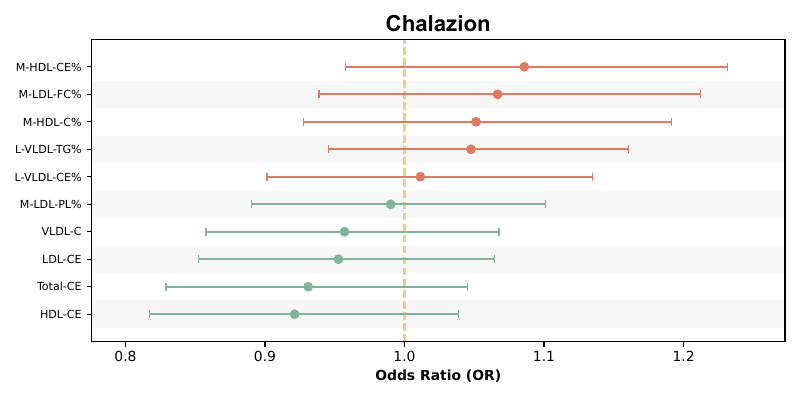 Chalazion
M-HDL-CE%
M-LDL-FC%
M-HDL-C%
L-VLDL-TG%
L-VLDL-CE%
M-LDL-PL%
VLDL-C
LDL-CE
Total-CE
HDL-CE
0.8 0.9 1.0 1.1 1.2
Odds Ratio (OR)